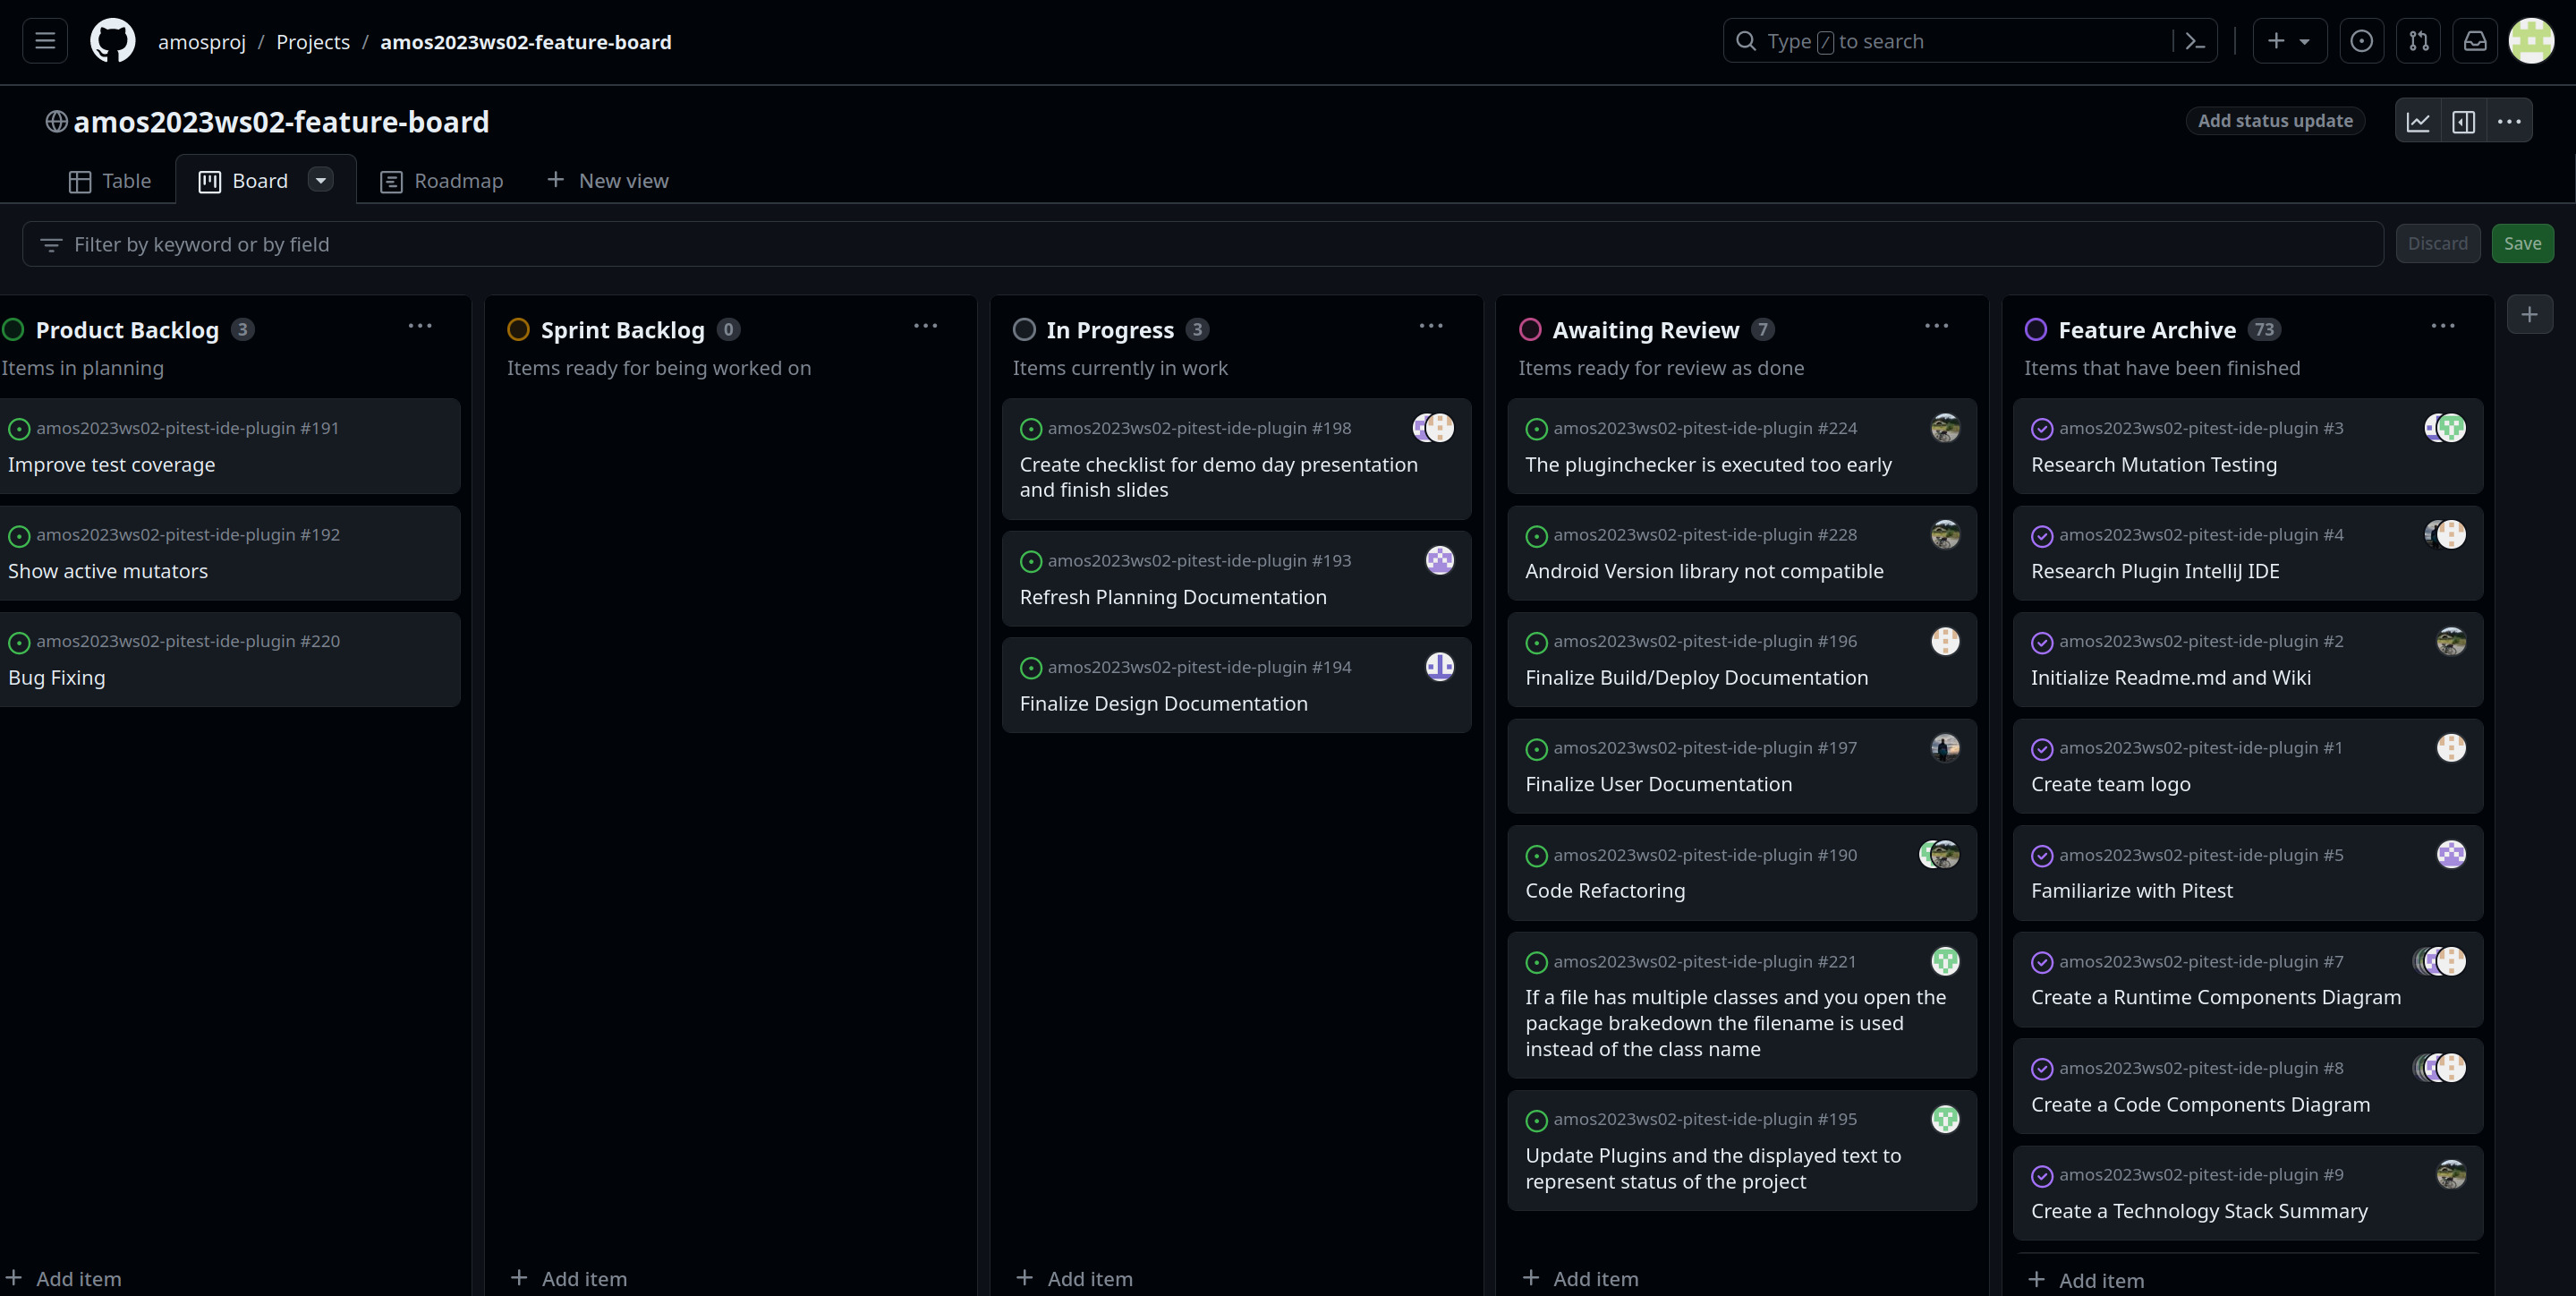 amosproj / Projects / amos2023ws02-feature-board
Type / to search
amos2023ws02-feature-board
Add status update
Table
Board
Roadmap
New view
Filter by keyword or by field
Discard
Save
Product Backlog 3
Items in planning
amos2023ws02-pitest-ide-plugin #191
Improve test coverage
amos2023ws02-pitest-ide-plugin #192
Show active mutators
amos2023ws02-pitest-ide-plugin #220
Bug Fixing
Add item
Sprint Backlog 0
Items ready for being worked on
Add item
In Progress 3
Items currently in work
amos2023ws02-pitest-ide-plugin #198
Create checklist for demo day presentation
and finish slides
amos2023ws02-pitest-ide-plugin #193
Refresh Planning Documentation
amos2023ws02-pitest-ide-plugin #194
Finalize Design Documentation
Add item
Awaiting Review 7
Items ready for review as done
amos2023ws02-pitest-ide-plugin #224
The pluginchecker is executed too early
amos2023ws02-pitest-ide-plugin #228
Android Version library not compatible
amos2023ws02-pitest-ide-plugin #196
Finalize Build/Deploy Documentation
amos2023ws02-pitest-ide-plugin #197
Finalize User Documentation
amos2023ws02-pitest-ide-plugin #190
Code Refactoring
amos2023ws02-pitest-ide-plugin #221
If a file has multiple classes and you open the
package brakedown the filename is used
instead of the class name
amos2023ws02-pitest-ide-plugin #195
Update Plugins and the displayed text to
represent status of the project
Add item
Feature Archive 73
Items that have been finished
amos2023ws02-pitest-ide-plugin #3
Research Mutation Testing
amos2023ws02-pitest-ide-plugin #4
Research Plugin IntelliJ IDE
amos2023ws02-pitest-ide-plugin #2
Initialize Readme.md and Wiki
amos2023ws02-pitest-ide-plugin #1
Create team logo
amos2023ws02-pitest-ide-plugin #5
Familiarize with Pitest
amos2023ws02-pitest-ide-plugin #7
Create a Runtime Components Diagram
amos2023ws02-pitest-ide-plugin #8
Create a Code Components Diagram
amos2023ws02-pitest-ide-plugin #9
Create a Technology Stack Summary
Add item